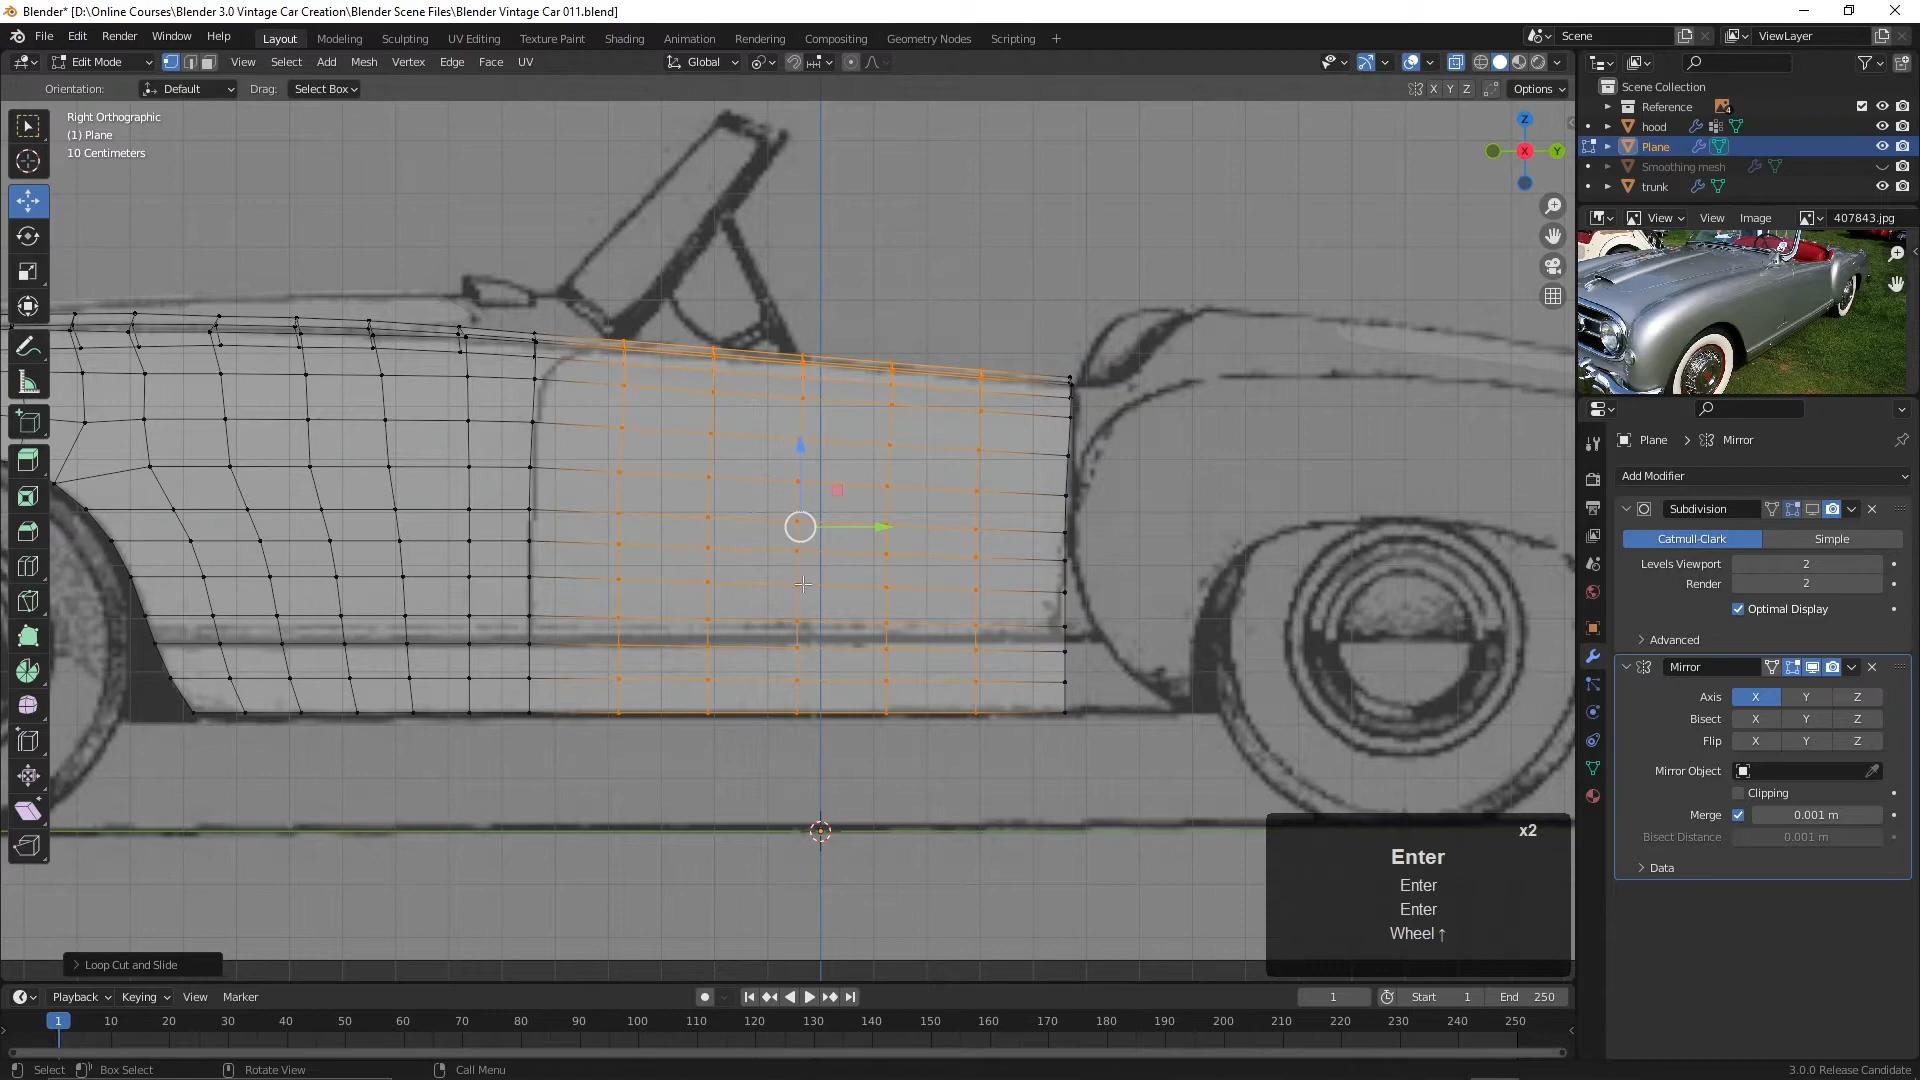 Blender* [D:\Online Courses\Blender 3.0 Vintage Car Creation\Blender Scene Files\Blender Vintage Car 011.blend]
File Edit Render Window Help
Layout Modeling Sculpting UV Editing Texture Paint Shading Animation Rendering Compositing Geometry Nodes Scripting +
Scene
ViewLayer
Edit Mode View Select Add Mesh Vertex Edge Face UV
Global
Orientation: Default Drag: Select Box
X Y Z Options
Right Orthographic
(1) Plane
10 Centimeters
Z
X
Y
Scene Collection
Reference 4
hood
Plane
Smoothing mesh
trunk
View View Image 407843.jpg
Plane > Mirror
Add Modifier
Subdivision
Catmull-Clark Simple
Levels Viewport 2
Render 2
Optimal Display
Advanced
Mirror
Axis X Y Z
Bisect X Y Z
Flip X Y Z
Mirror Object
Clipping
Merge 0.001 m
Bisect Distance 0.001 m
Data
x2
Enter
Enter
Enter
Wheel ↑
Loop Cut and Slide
Playback Keying View Marker
1 Start 1 End 250
1 10 20 30 40 50 60 70 80 90 100 110 120 130 140 150 160 170 180 190 200 210 220 230 240 250
Select Box Select Rotate View Call Menu
3.0.0 Release Candidate